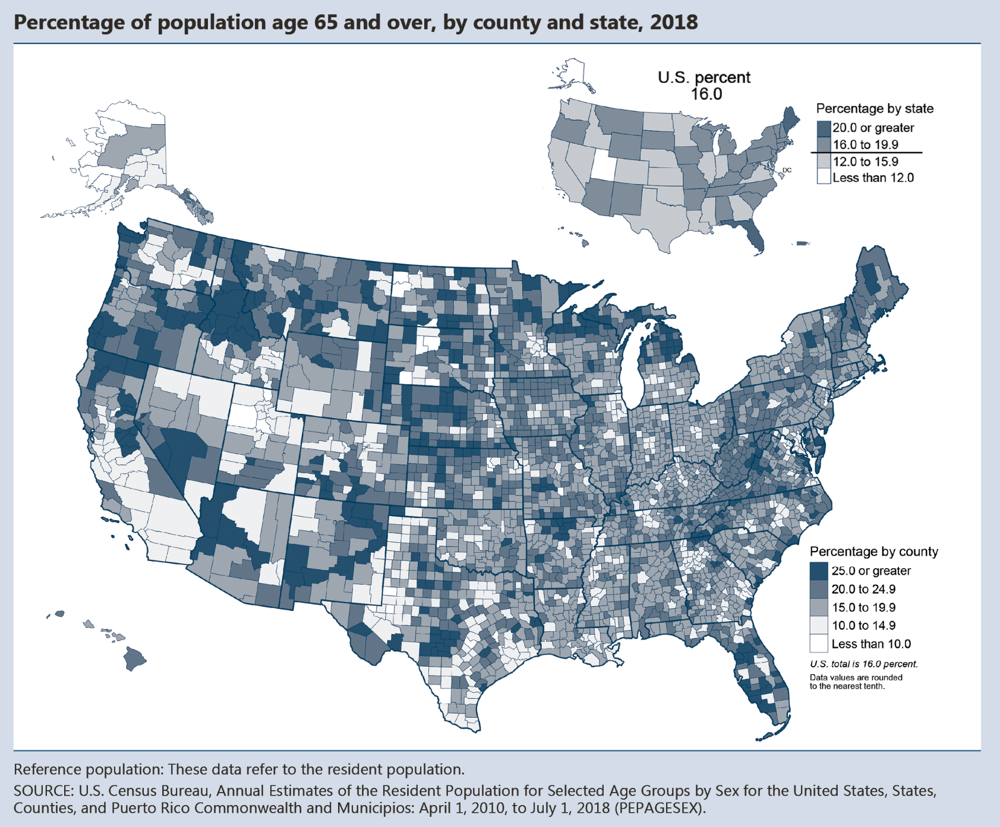 Percentage of population age 65 and over, by county and state, 2018
U.S. percent
16.0
Percentage by state
20.0 or greater
16.0 to 19.9
12.0 to 15.9
Less than 12.0
DC
Percentage by county
25.0 or greater
20.0 to 24.9
15.0 to 19.9
10.0 to 14.9
Less than 10.0
U.S. total is 16.0 percent.
Data values are rounded
to the nearest tenth.
Reference population: These data refer to the resident population.
SOURCE: U.S. Census Bureau, Annual Estimates of the Resident Population for Selected Age Groups by Sex for the United States, States,
Counties, and Puerto Rico Commonwealth and Municipios: April 1, 2010, to July 1, 2018 (PEPAGESEX).